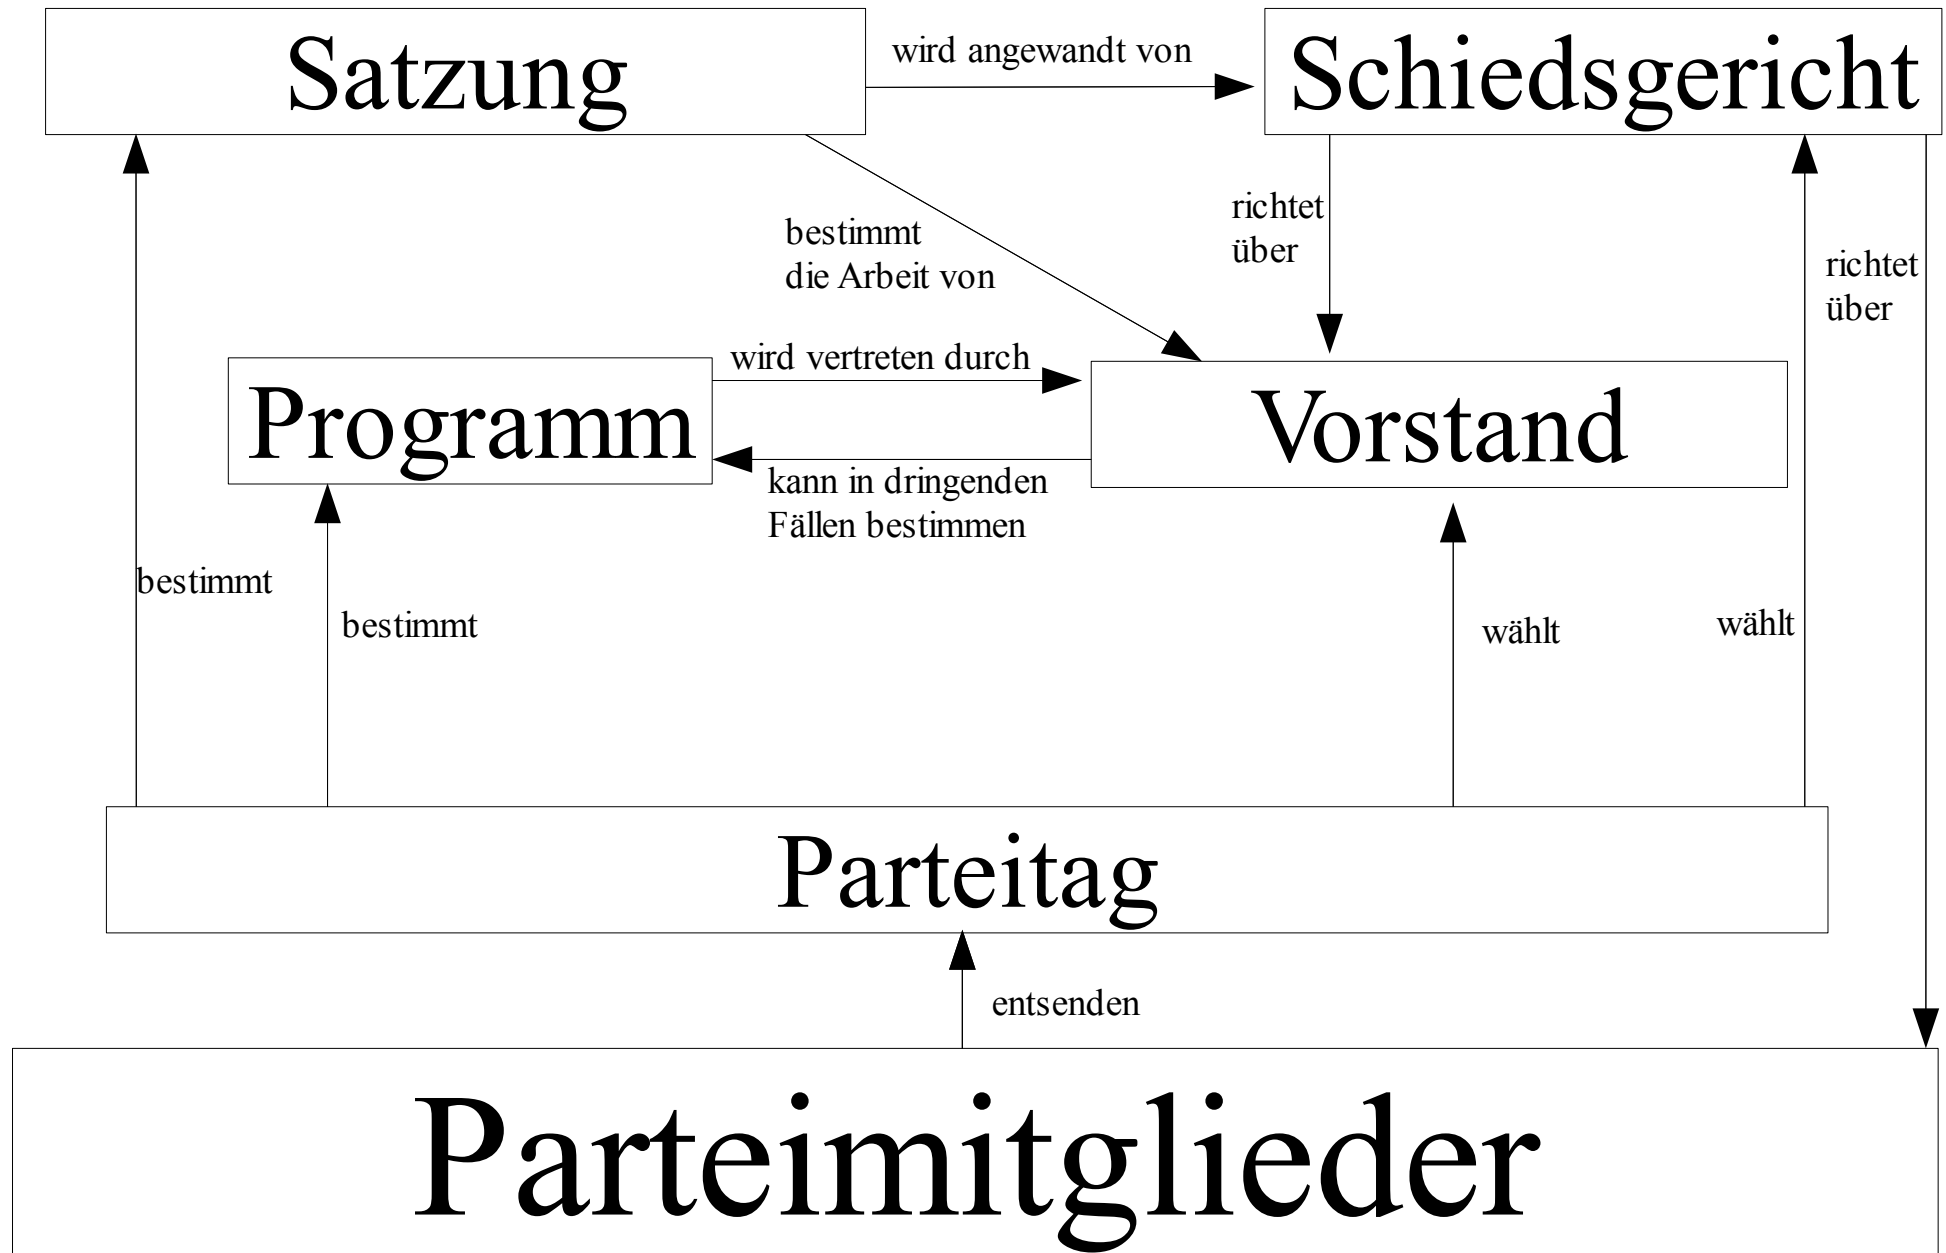 Satzung
wird angewandt von
Schiedsgericht
bestimmt
die Arbeit von
richtet
über
richtet
über
Programm
wird vertreten durch
Vorstand
kann in dringenden
Fällen bestimmen
bestimmt
bestimmt
wählt
wählt
Parteitag
entsenden
Parteimitglieder